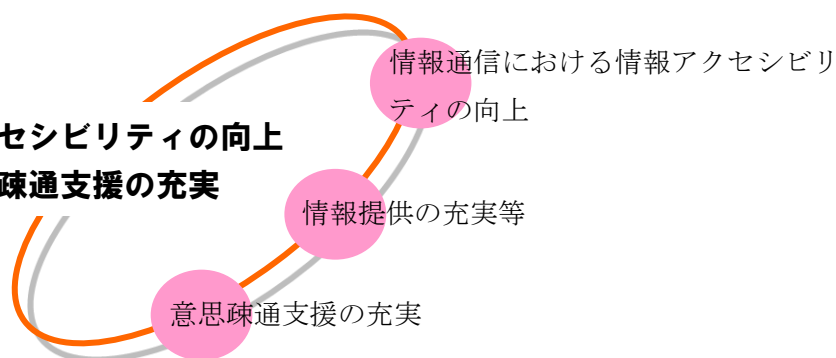 情報通信における情報アクセシビリ
ティの向上
セシビリティの向上
疎通支援の充実
情報提供の充実等
意思疎通支援の充実